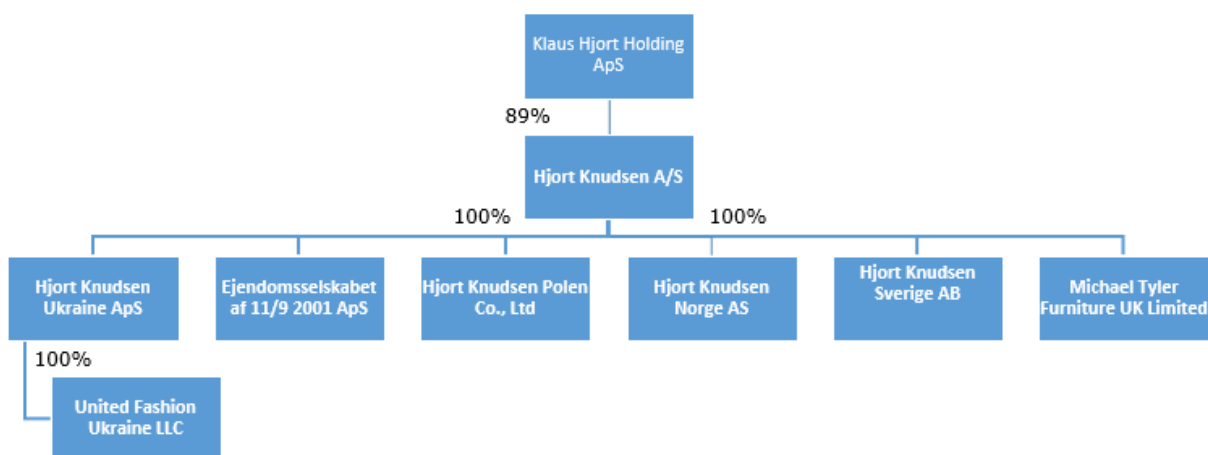 Klaus Hjort Holding
ApS
89%
Hjort Knudsen A/S
100%
100%
Hjort Knudsen
Ukraine ApS
Ejendomsselskabet
af 11/9 2001 ApS
Hjort Knudsen Polen
Co., Ltd
Hjort Knudsen
Norge AS
Hjort Knudsen
Sverige AB
Michael Tyler
Furniture UK Limited
100%
United Fashion
Ukraine LLC